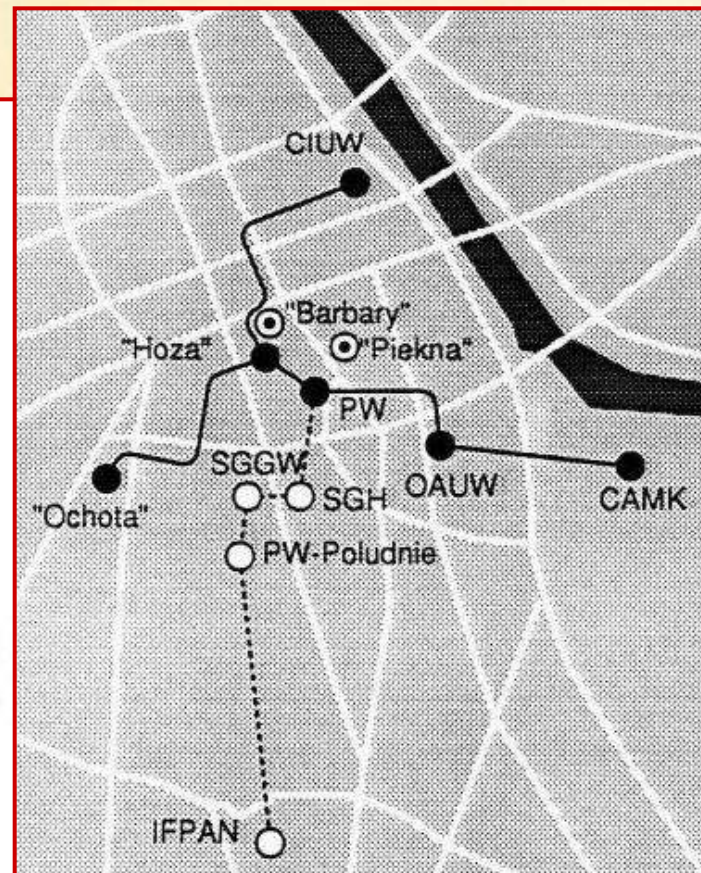 CIUW
"Barbary"
"Hoza"
"Piekna"
PW
SGGW
OAUW
SGH
CAMK
"Ochota"
PW-Poludnie
IFPAN